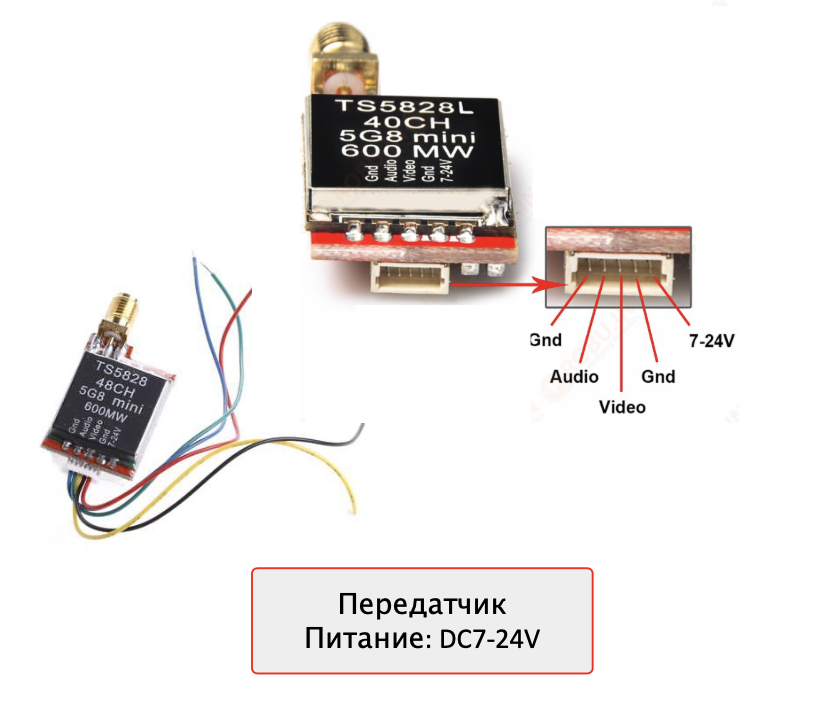 TS5828L
40CH
5G8 mini
600 MW
Gnd
Audio
Video
Gnd
7-24V
Gnd
7-24V
Audio
Gnd
Video
TS5828
48CH
5G8 mini
600MW
Gnd
Audio
Video
Gnd
7-24V
Передатчик
Питание: DC7-24V